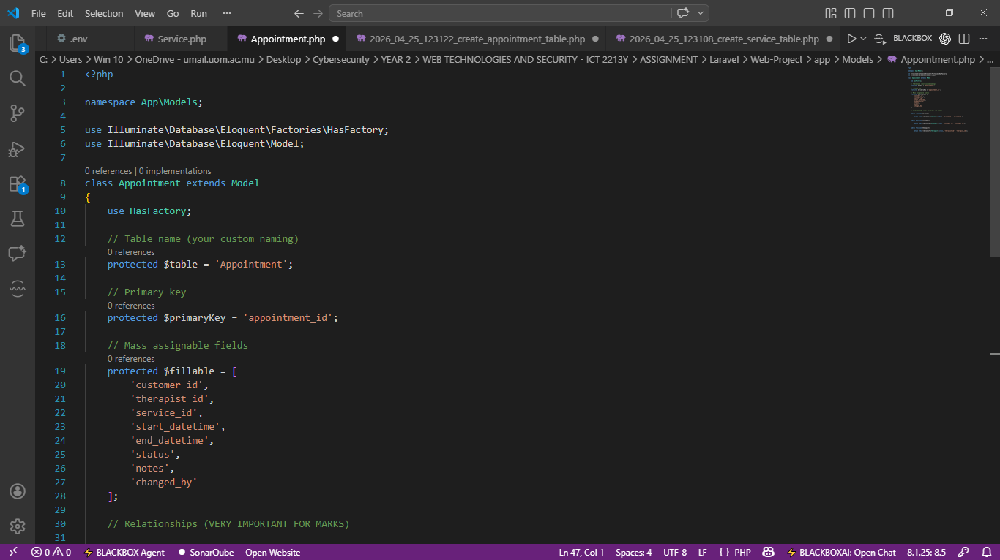 File Edit Selection View Go Run ··· Search
.env Service.php Appointment.php 2026_04_25_123122_create_appointment_table.php 2026_04_25_123108_create_service_table.php BLACKBOX ···
C: > Users > Win 10 > OneDrive - umail.uom.ac.mu > Desktop > Cybersecurity > YEAR 2 > WEB TECHNOLOGIES AND SECURITY - ICT 2213Y > ASSIGNMENT > Laravel > Web-Project > app > Models > Appointment.php > ...
1 <?php
2
3 namespace App\Models;
4
5 use Illuminate\Database\Eloquent\Factories\HasFactory;
6 use Illuminate\Database\Eloquent\Model;
7
0 references | 0 implementations
8 class Appointment extends Model
9 {
10 use HasFactory;
11
12 // Table name (your custom naming)
0 references
13 protected $table = 'Appointment';
14
15 // Primary key
0 references
16 protected $primaryKey = 'appointment_id';
17
18 // Mass assignable fields
0 references
19 protected $fillable = [
20 'customer_id',
21 'therapist_id',
22 'service_id',
23 'start_datetime',
24 'end_datetime',
25 'status',
26 'notes',
27 'changed_by'
28 ];
29
30 // Relationships (VERY IMPORTANT FOR MARKS)
31
3
1
0 0 BLACKBOX Agent SonarQube Open Website Ln 47, Col 1 Spaces: 4 UTF-8 LF {} PHP BLACKBOXAI: Open Chat 8.1.25: 8.5